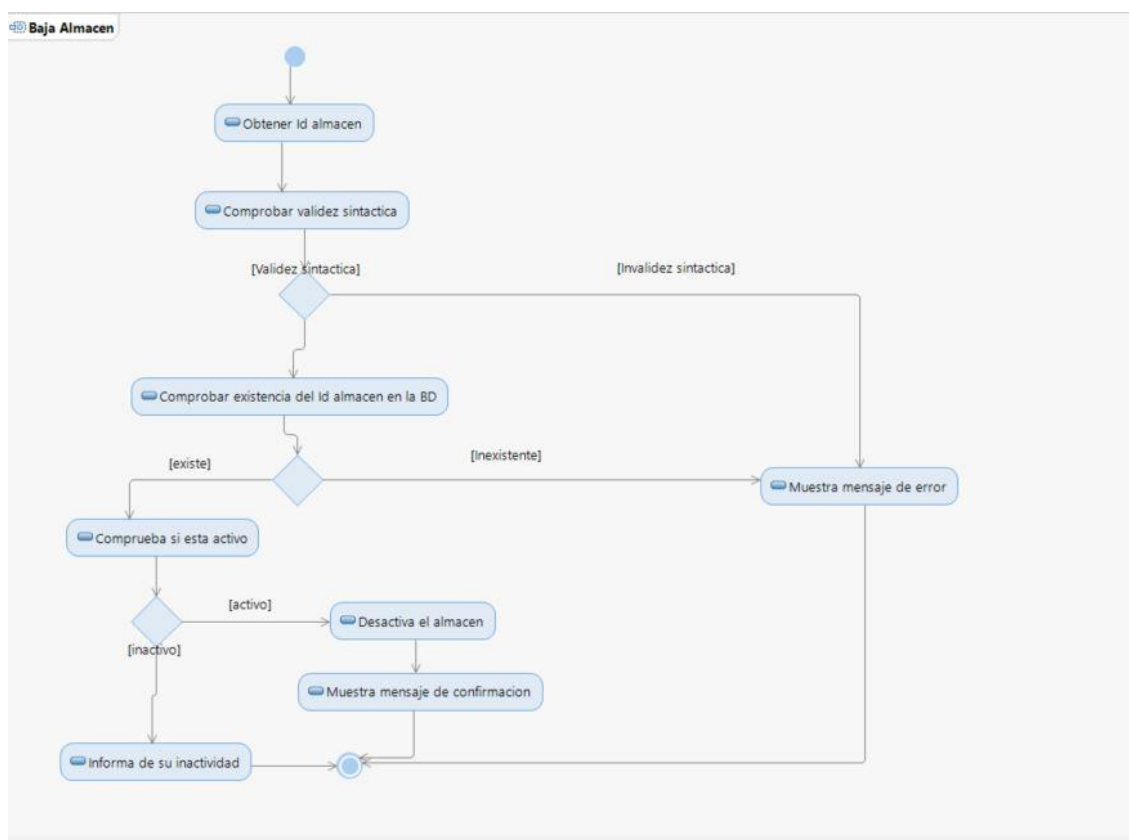 Baja Almacen
Obtener Id almacen
Comprobar validez sintactica
[Validez sintactica]
[Invalidez sintactica]
Comprobar existencia del Id almacen en la BD
[existe]
[Inexistente]
Muestra mensaje de error
Comprueba si esta activo
[activo]
Desactiva el almacen
[inactivo]
Muestra mensaje de confirmacion
Informa de su inactividad